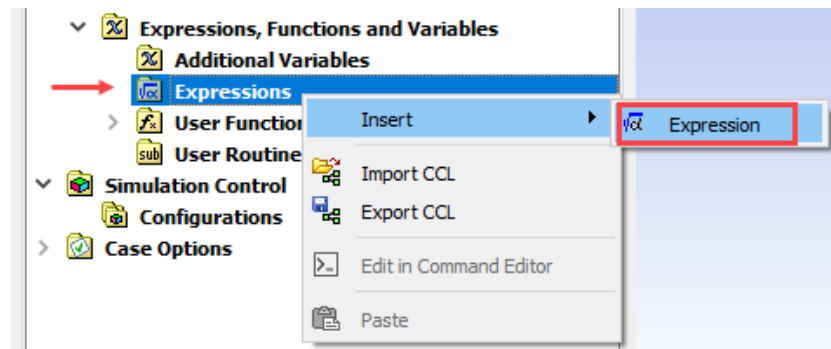 Expressions, Functions and Variables
Additional Variables
Expressions
User Function
User Routine
Simulation Control
Configurations
Case Options
Insert
Import CCL
Export CCL
Edit in Command Editor
Paste
Expression